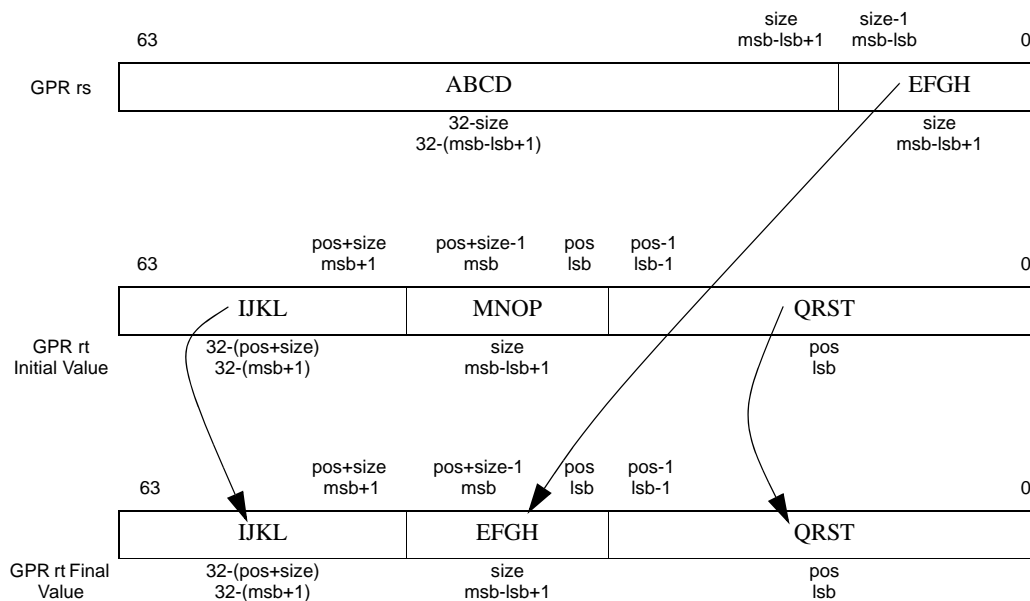 63 size size-1 0
msb-lsb+1 msb-lsb
GPR rs ABCD EFGH
32-size size
32-(msb-lsb+1) msb-lsb+1
pos+size pos+size-1 pos pos-1
63 msb+1 msb lsb lsb-1 0
IJKL MNOP QRST
GPR rt 32-(pos+size) size pos
Initial Value 32-(msb+1) msb-lsb+1 lsb
pos+size pos+size-1 pos pos-1
63 msb+1 msb lsb lsb-1 0
IJKL EFGH QRST
GPR rt Final 32-(pos+size) size pos
Value 32-(msb+1) msb-lsb+1 lsb